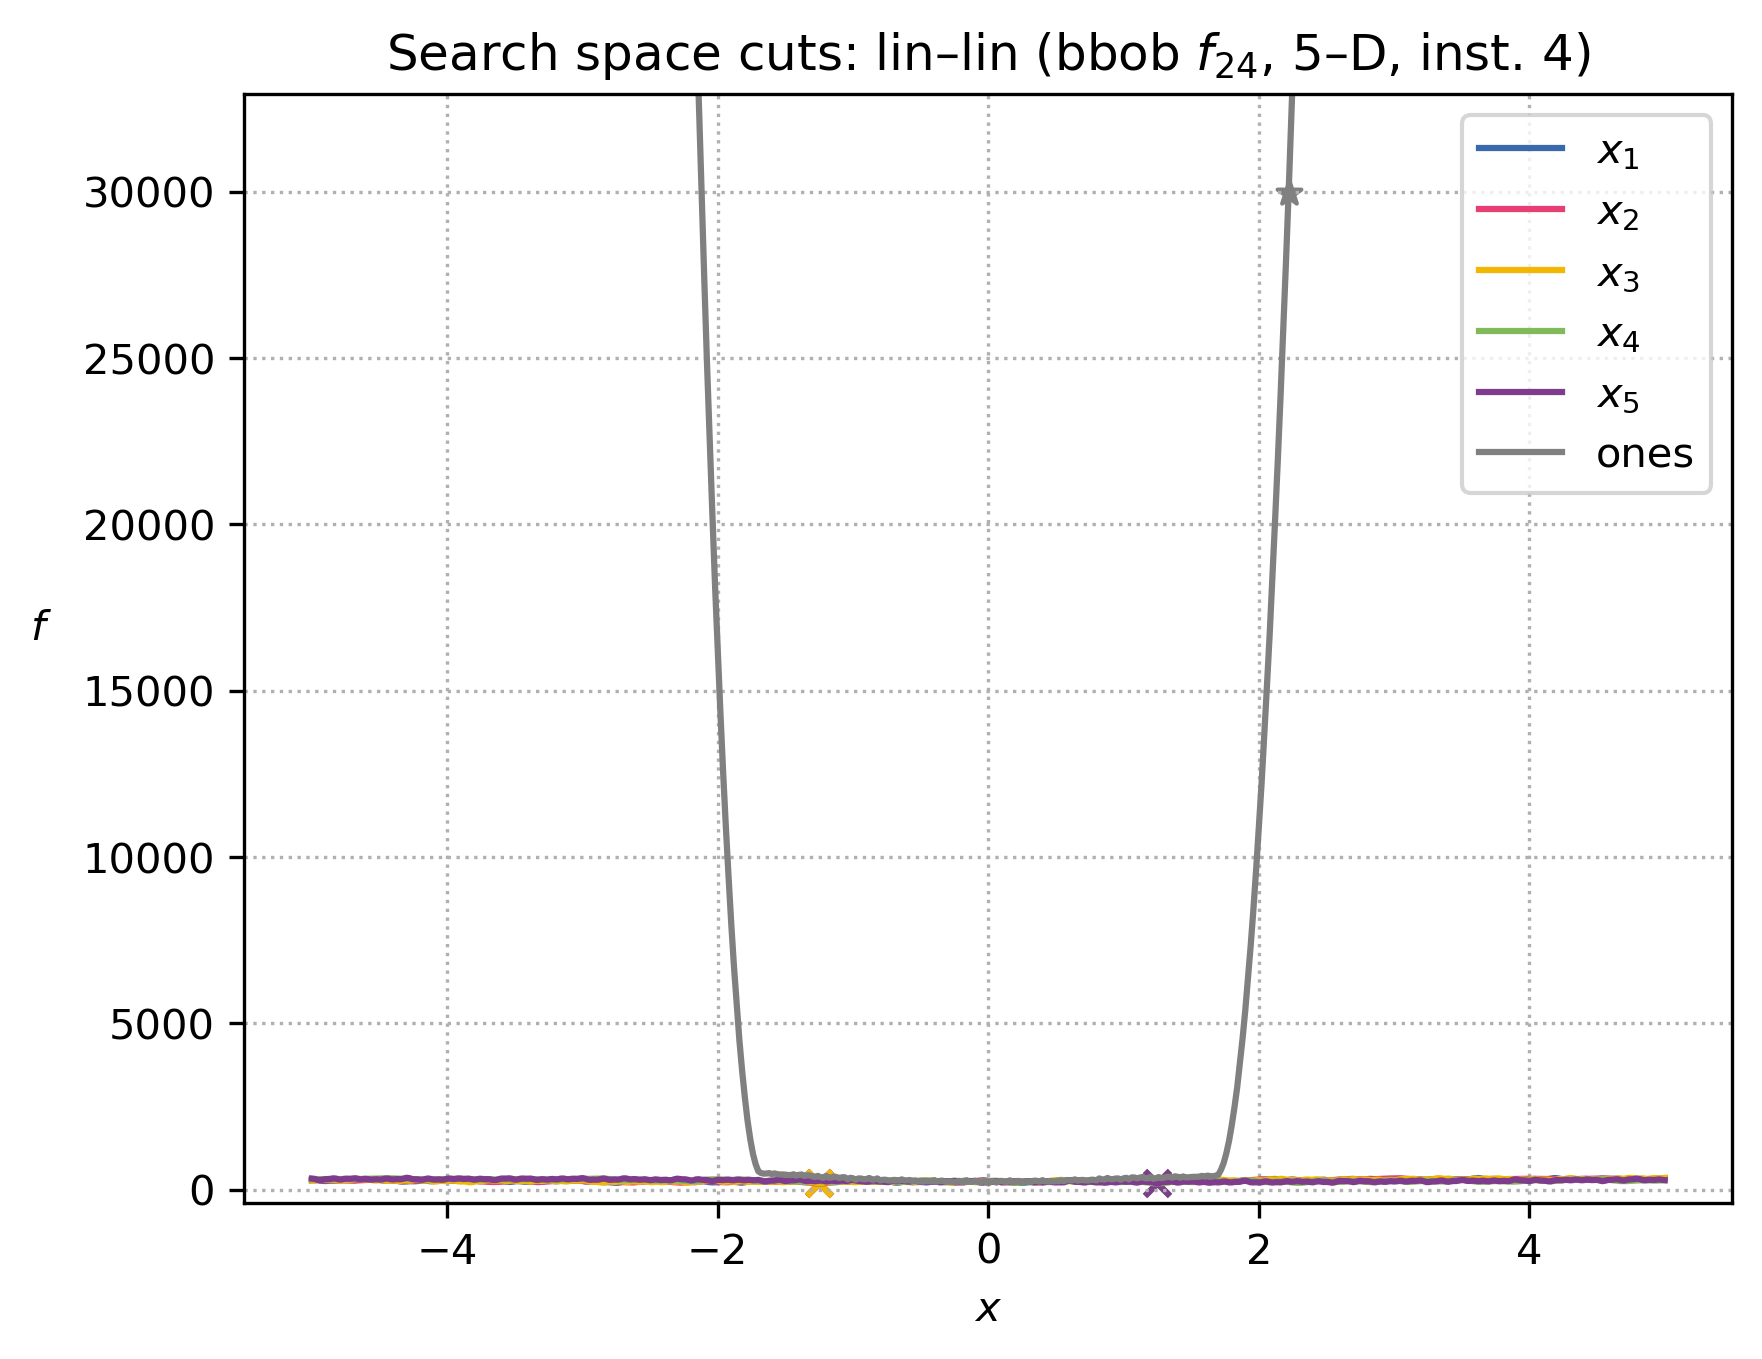 Search space cuts: lin–lin (bbob f₂₄, 5–D, inst. 4)
x₁
x₂
x₃
x₄
x₅
ones
30000
25000
20000
15000
10000
5000
0
f
−4 −2 0 2 4
x